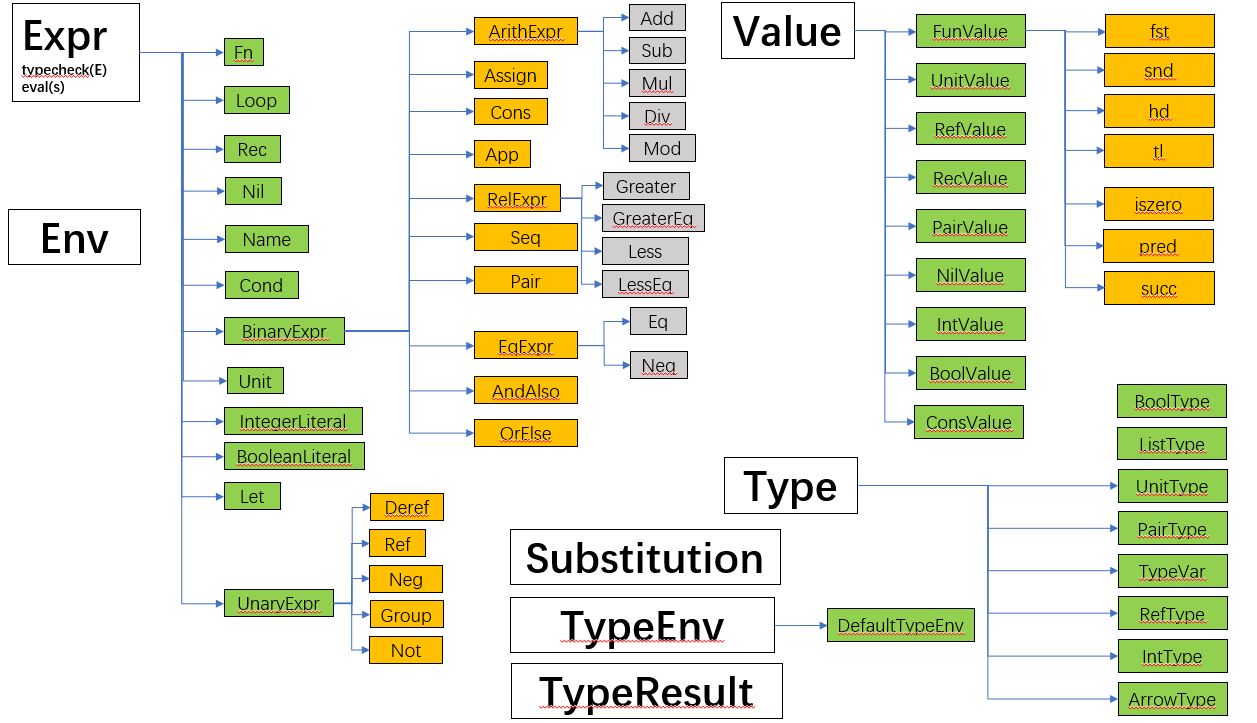 Expr
typecheck(E)
eval(s)
Env
Fn
Loop
Rec
Nil
Name
Cond
BinaryExpr
Unit
IntegerLiteral
BooleanLiteral
Let
UnaryExpr
Deref
Ref
Neg
Group
Not
ArithExpr
Assign
Cons
App
RelExpr
Seq
Pair
EqExpr
AndAlso
OrElse
Add
Sub
Mul
Div
Mod
Greater
GreaterEq
Less
LessEq
Eq
Neq
Value
FunValue
UnitValue
RefValue
RecValue
PairValue
NilValue
IntValue
BoolValue
ConsValue
fst
snd
hd
tl
iszero
pred
succ
Type
BoolType
ListType
UnitType
PairType
TypeVar
RefType
IntType
ArrowType
Substitution
TypeEnv
DefaultTypeEnv
TypeResult